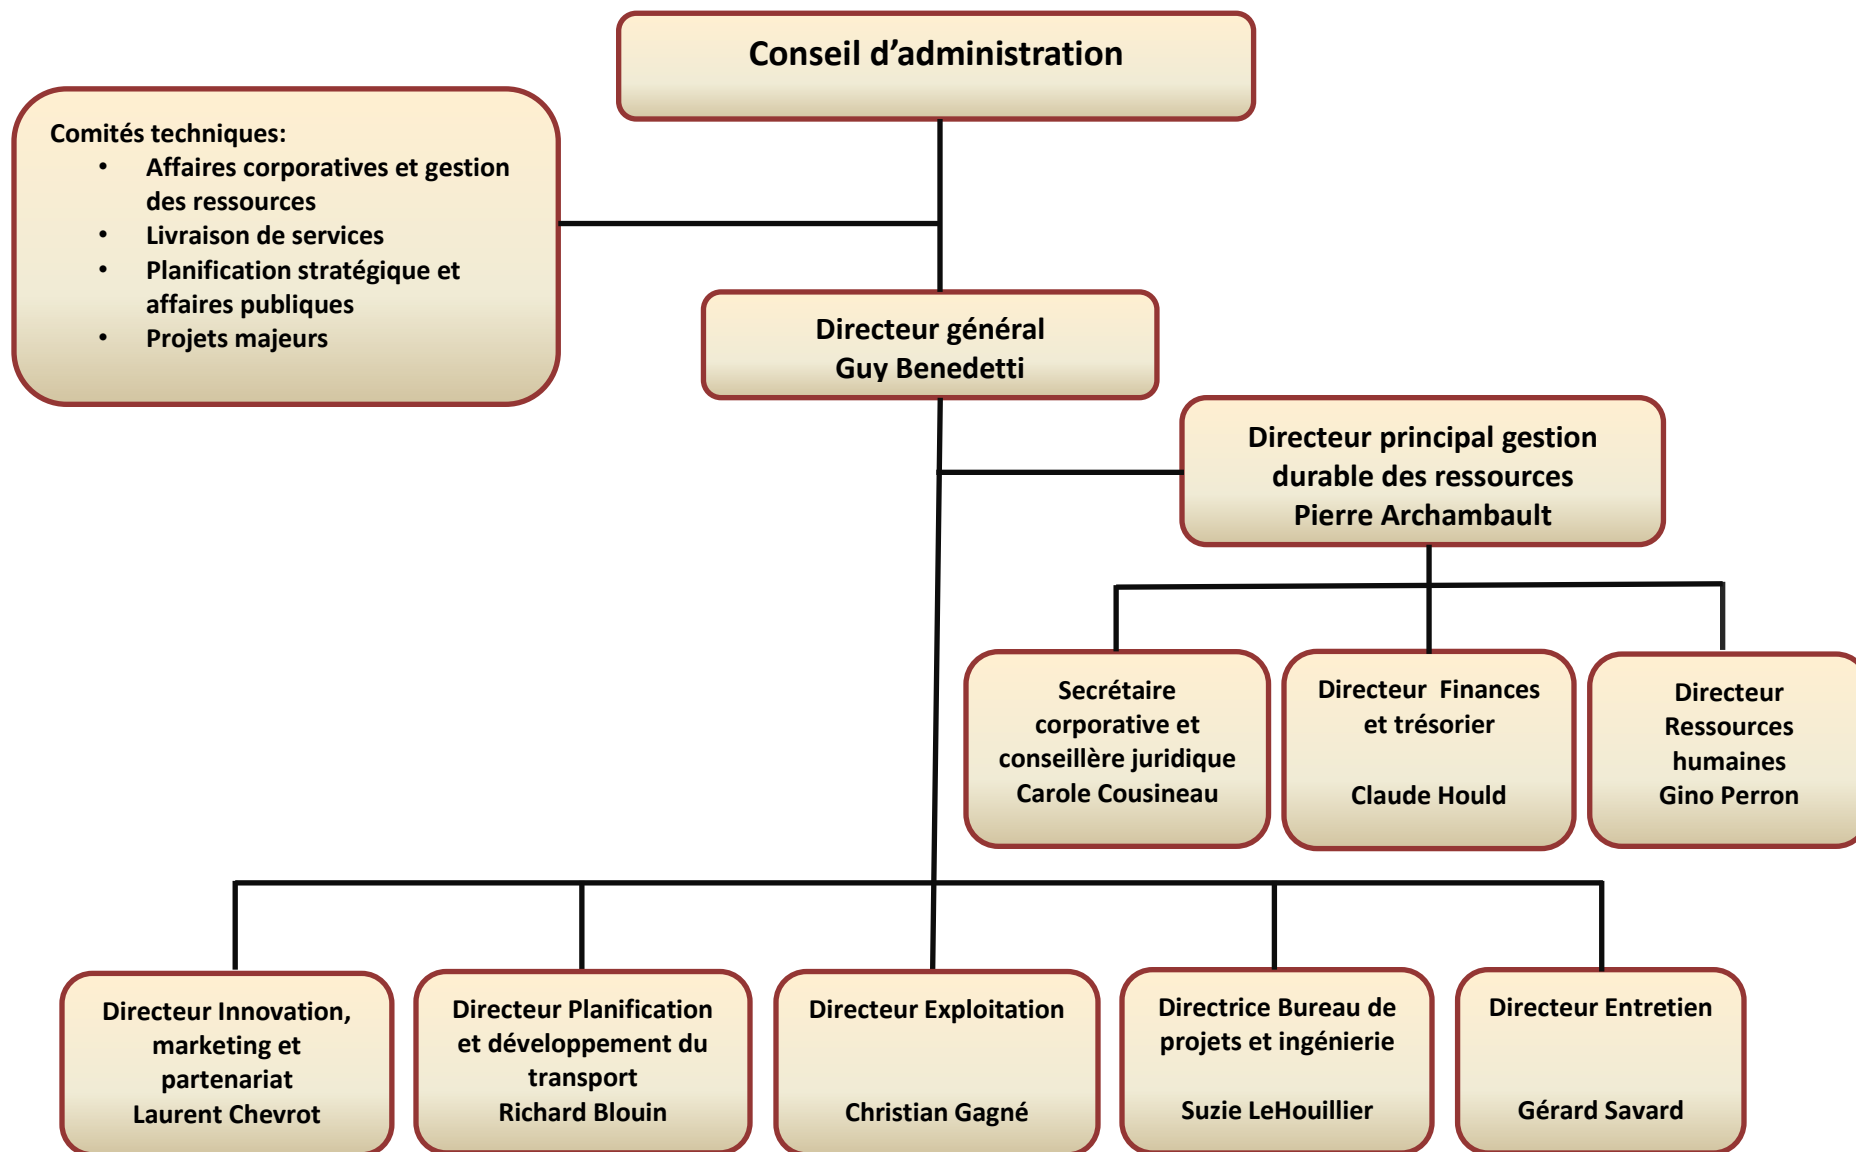 Conseil d’administration
Comités techniques:
• Affaires corporatives et gestion
des ressources
• Livraison de services
• Planification stratégique et
affaires publiques
• Projets majeurs
Directeur général
Guy Benedetti
Directeur principal gestion
durable des ressources
Pierre Archambault
Secrétaire
corporative et
conseillère juridique
Carole Cousineau
Directeur Finances
et trésorier
Claude Hould
Directeur
Ressources
humaines
Gino Perron
Directeur Innovation,
marketing et
partenariat
Laurent Chevrot
Directeur Planification
et développement du
transport
Richard Blouin
Directeur Exploitation
Christian Gagné
Directrice Bureau de
projets et ingénierie
Suzie LeHouillier
Directeur Entretien
Gérard Savard